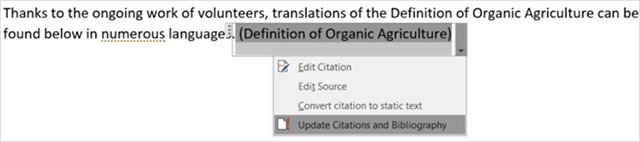 Thanks to the ongoing work of volunteers, translations of the Definition of Organic Agriculture can be
found below in numerous languages. (Definition of Organic Agriculture)
Edit Citation
Edit Source
Convert citation to static text
Update Citations and Bibliography